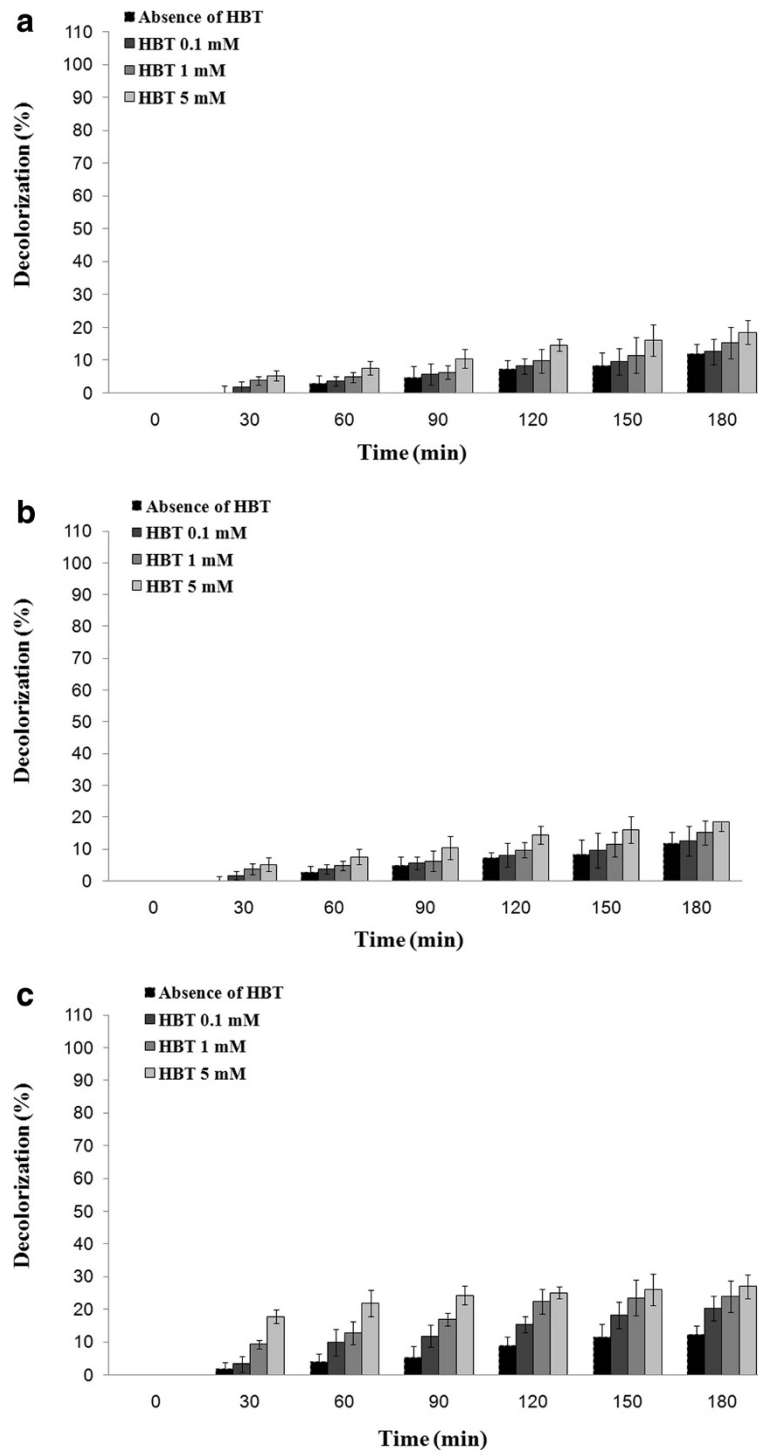 a
Absence of HBT
HBT 0.1 mM
HBT 1 mM
HBT 5 mM
Decolorization (%)
110
100
90
80
70
60
50
40
30
20
10
0
0 30 60 90 120 150 180
Time (min)
b
Absence of HBT
HBT 0.1 mM
HBT 1 mM
HBT 5 mM
Decolorization (%)
110
100
90
80
70
60
50
40
30
20
10
0
0 30 60 90 120 150 180
Time (min)
c
Absence of HBT
HBT 0.1 mM
HBT 1 mM
HBT 5 mM
Decolorization (%)
110
100
90
80
70
60
50
40
30
20
10
0
0 30 60 90 120 150 180
Time (min)